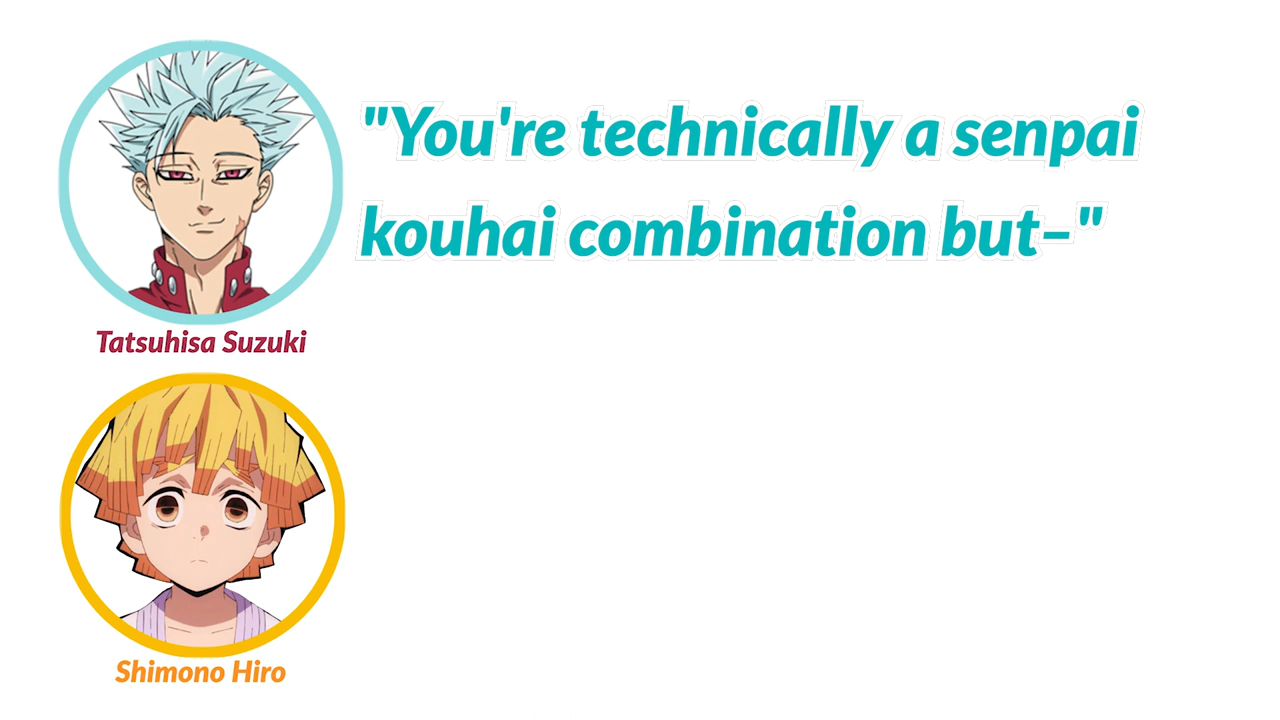 "You're technically a senpai
kouhai combination but–"
Tatsuhisa Suzuki
Shimono Hiro